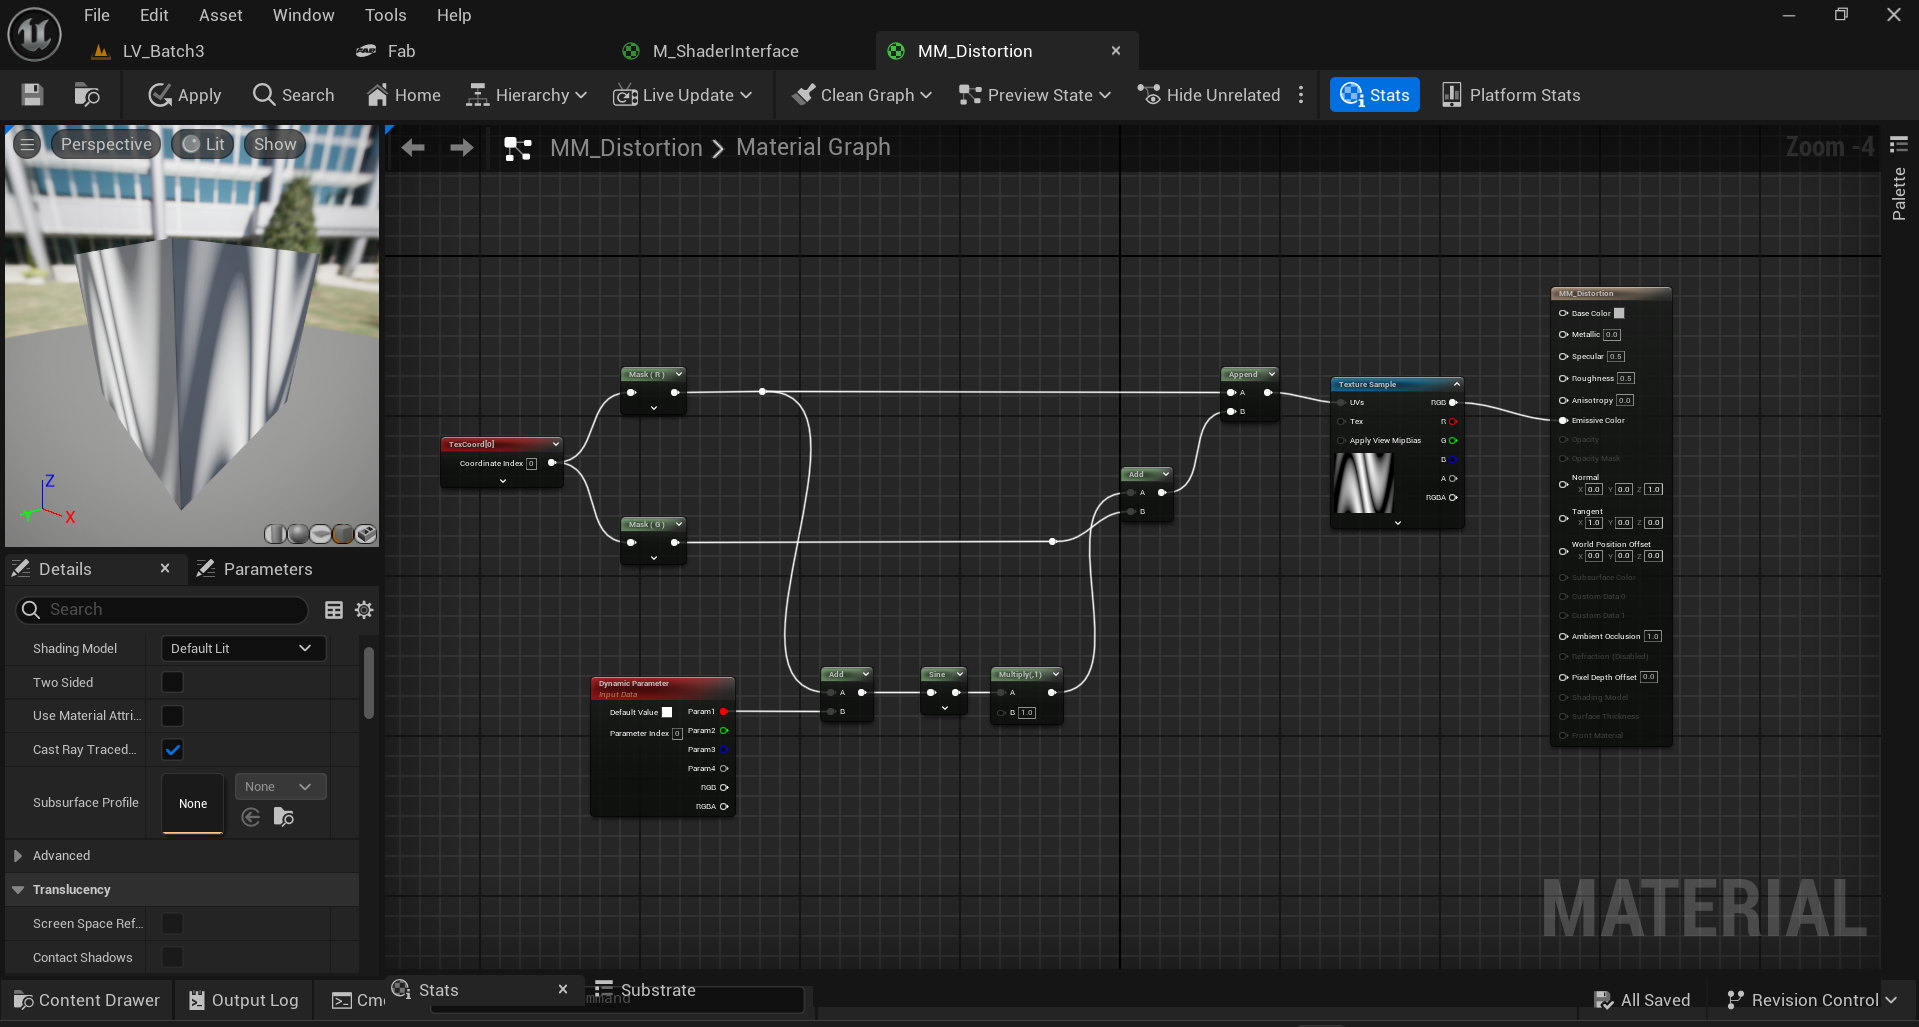 File Edit Asset Window Tools Help
LV_Batch3 Fab M_ShaderInterface MM_Distortion
Apply Search Home Hierarchy Live Update Clean Graph Preview State Hide Unrelated Stats Platform Stats
Perspective Lit Show
MM_Distortion Material Graph Zoom -4
Palette
Z
X
Details Parameters
Search
Shading Model Default Lit
Two Sided
Use Material Attri...
Cast Ray Traced...
Subsurface Profile None None
Advanced
Translucency
Screen Space Ref...
Contact Shadows
TexCoord[0]
Coordinate Index 0
Mask ( R )
Mask ( G )
Dynamic Parameter
Input Data
Default Value Param1
Parameter Index 0 Param2
Param3
Param4
RGB
RGBA
Add
A
B
Sine
Multiply(,1)
A
B 1.0
Add
A
B
Append
A
B
Texture Sample
UVs RGB
Tex R
Apply View MipBias G
B
A
RGBA
MM_Distortion
Base Color
Metallic 0.0
Specular 0.5
Roughness 0.5
Anisotropy 0.0
Emissive Color
Opacity
Opacity Mask
Normal
X 0.0 Y 0.0 Z 1.0
Tangent
X 1.0 Y 0.0 Z 0.0
World Position Offset
X 0.0 Y 0.0 Z 0.0
Subsurface Color
Custom Data 0
Custom Data 1
Ambient Occlusion 1.0
Refraction (Disabled)
Pixel Depth Offset 0.0
Shading Model
Surface Thickness
Front Material
MATERIAL
Stats Substrate
Content Drawer Output Log Cm mmand All Saved Revision Control